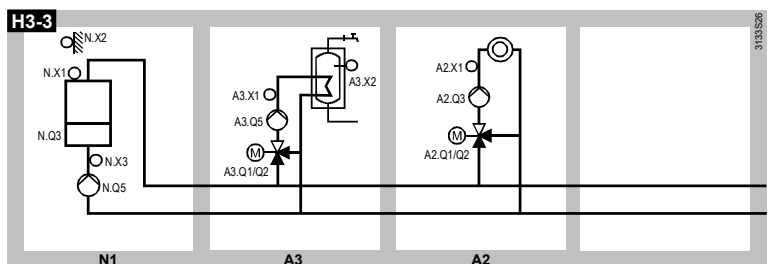 H3-3
3133S26
N.X2
N.X1
N.Q3
N.X3
N.Q5
A3.X2
A3.X1
A3.Q5
M
A3.Q1/Q2
A2.X1
A2.Q3
M
A2.Q1/Q2
N1
A3
A2